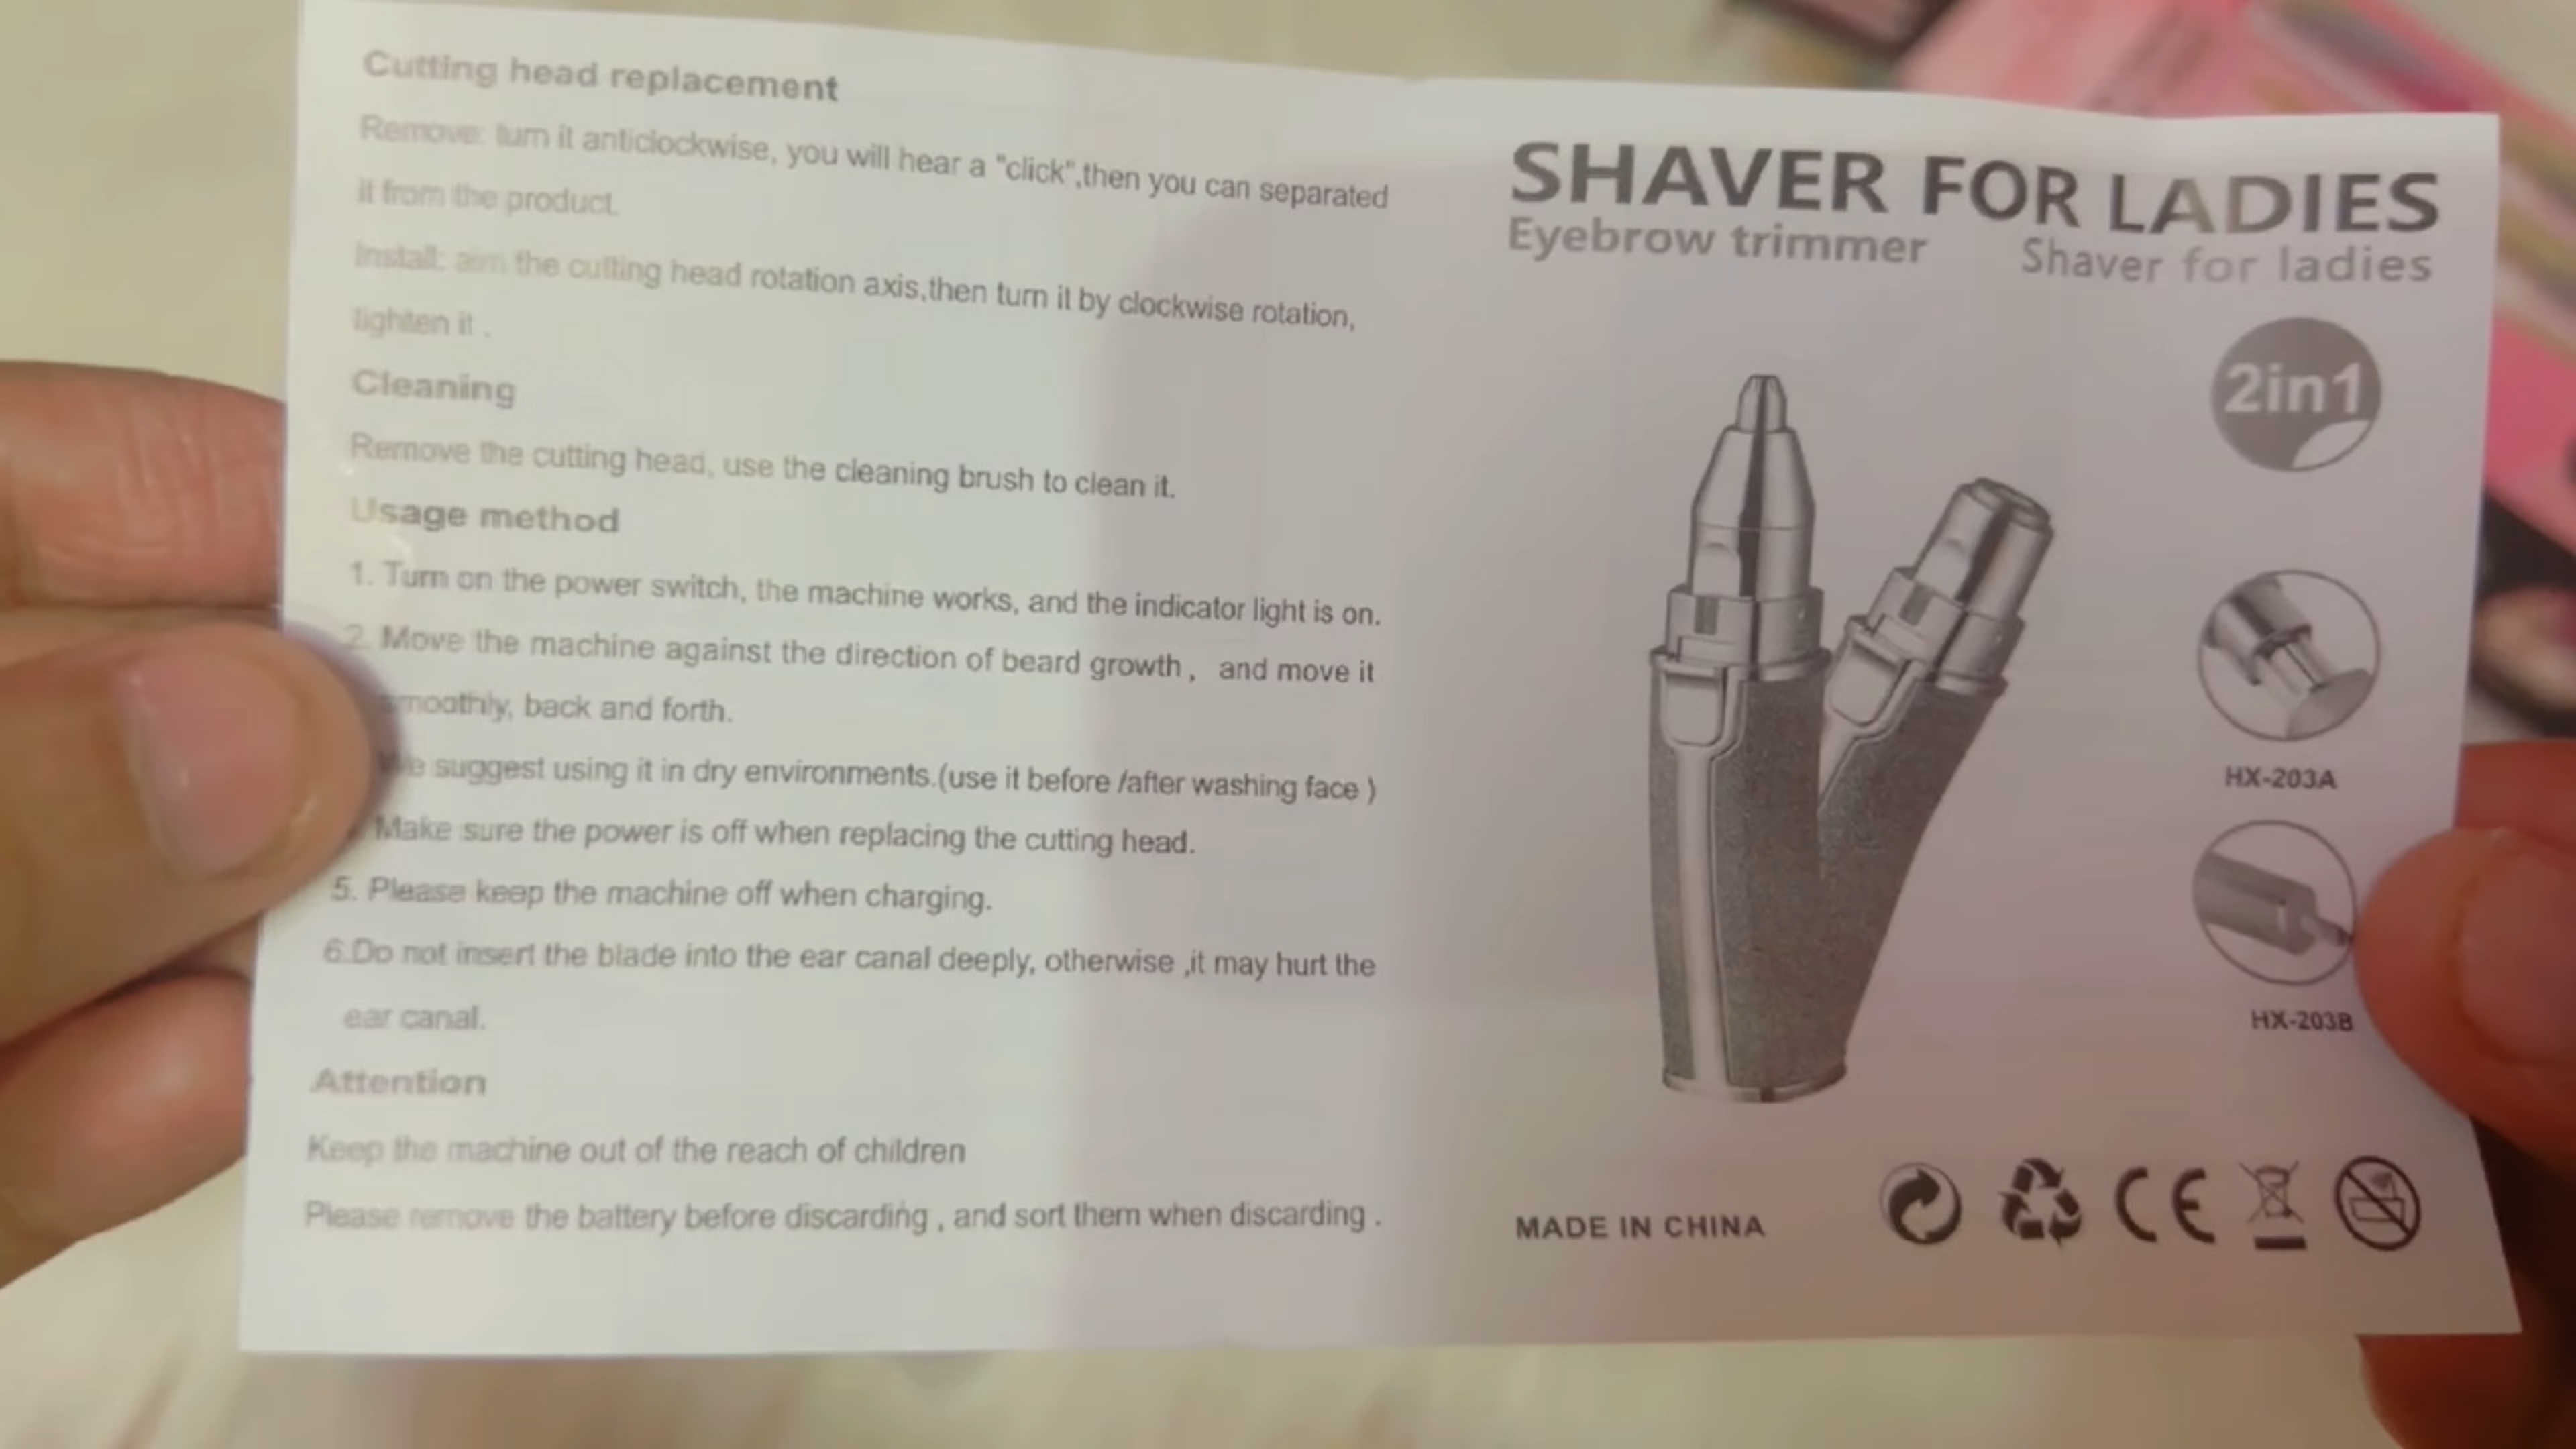 Cutting head replacement
Remove: turn it anticlockwise, you will hear a "click",then you can separated
it from the product.
Install: aim the cutting head rotation axis,then turn it by clockwise rotation,
tighten it .
Cleaning
Remove the cutting head, use the cleaning brush to clean it.
Usage method
1. Turn on the power switch, the machine works, and the indicator light is on.
2. Move the machine against the direction of beard growth , and move it
smoothly, back and forth.
We suggest using it in dry environments.(use it before /after washing face )
Make sure the power is off when replacing the cutting head.
5. Please keep the machine off when charging.
6.Do not insert the blade into the ear canal deeply, otherwise ,it may hurt the
ear canal.
Attention
Keep the machine out of the reach of children
Please remove the battery before discarding , and sort them when discarding .
SHAVER FOR LADIES
Eyebrow trimmer Shaver for ladies
2in1
HX-203A
HX-203B
MADE IN CHINA
CE